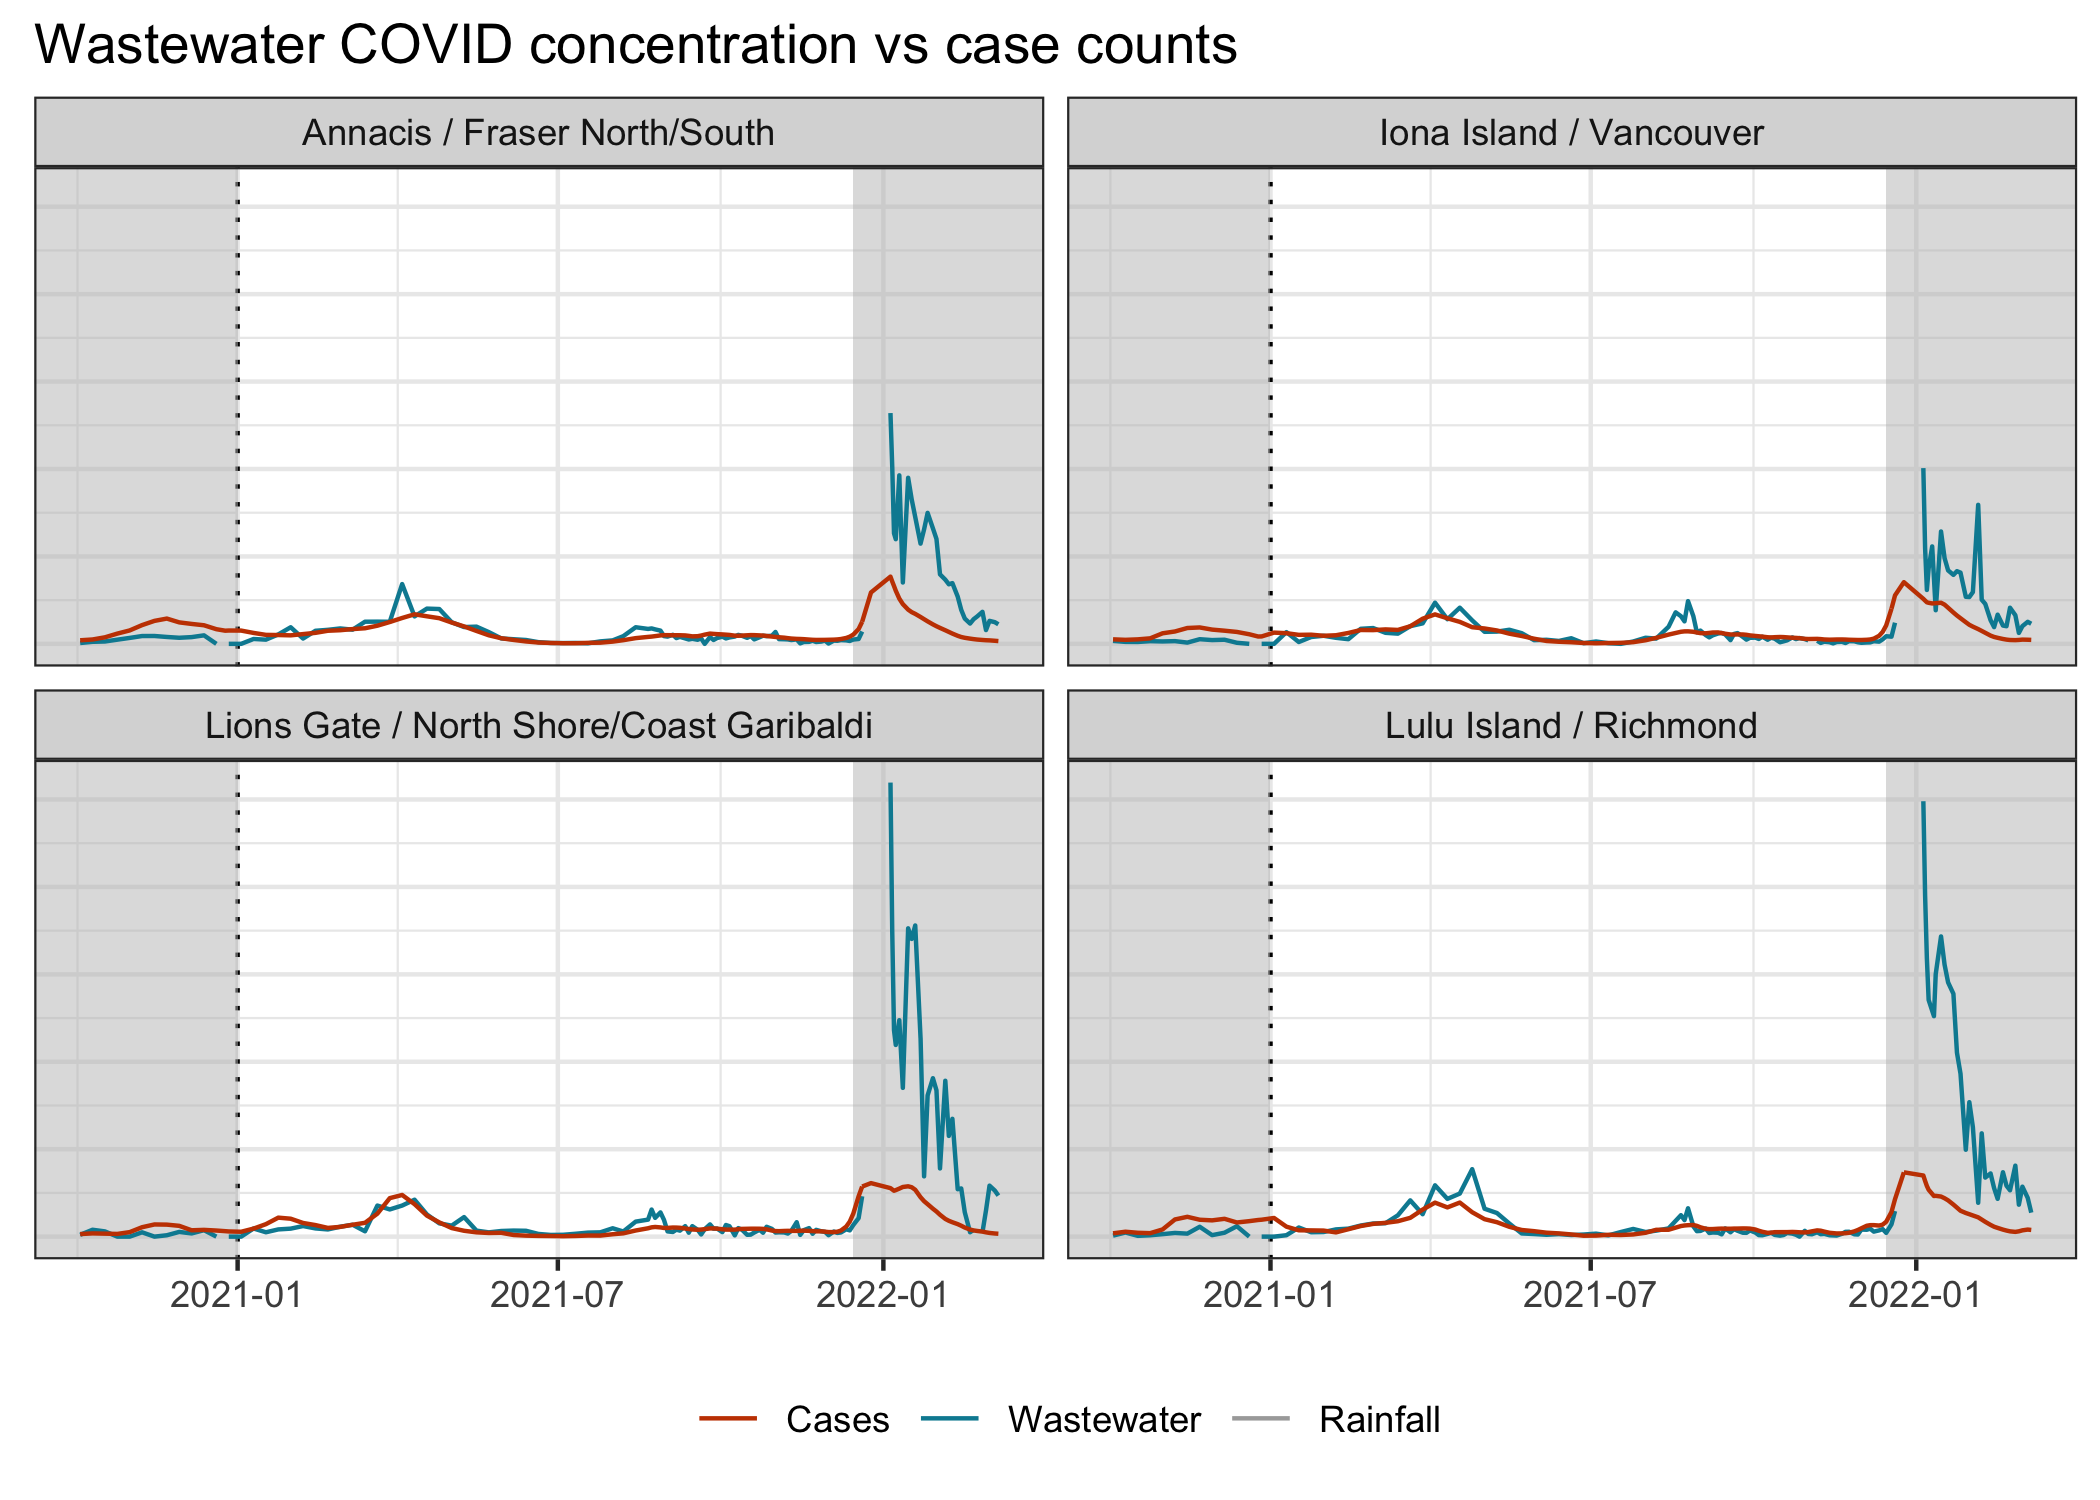 Wastewater COVID concentration vs case counts
Annacis / Fraser North/South
Iona Island / Vancouver
Lions Gate / North Shore/Coast Garibaldi
Lulu Island / Richmond
2021-01 2021-07 2022-01
2021-01 2021-07 2022-01
Cases Wastewater Rainfall